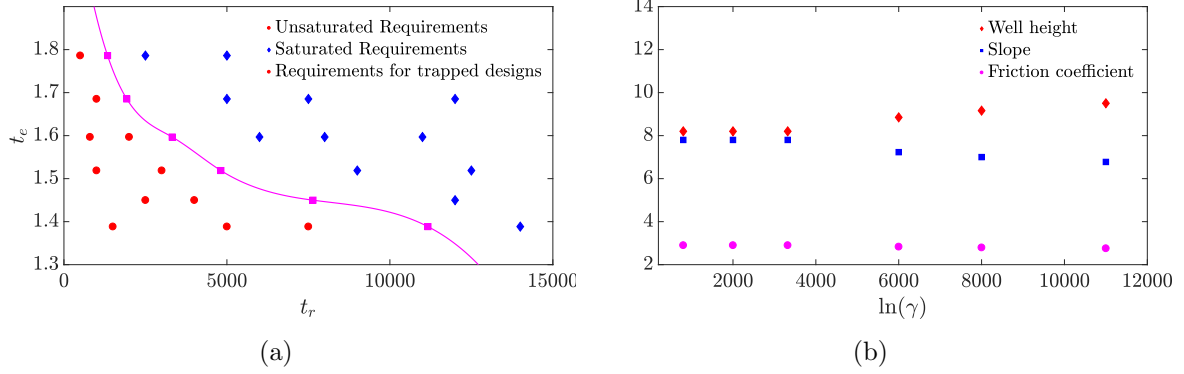 Unsaturated Requirements
Saturated Requirements
Requirements for trapped designs
1.8
1.7
1.6
1.5
1.4
1.3
t_e
0
5000
10000
15000
t_r
(a)
Well height
Slope
Friction coefficient
14
12
10
8
6
4
2
2000
4000
6000
8000
10000
12000
ln(γ)
(b)